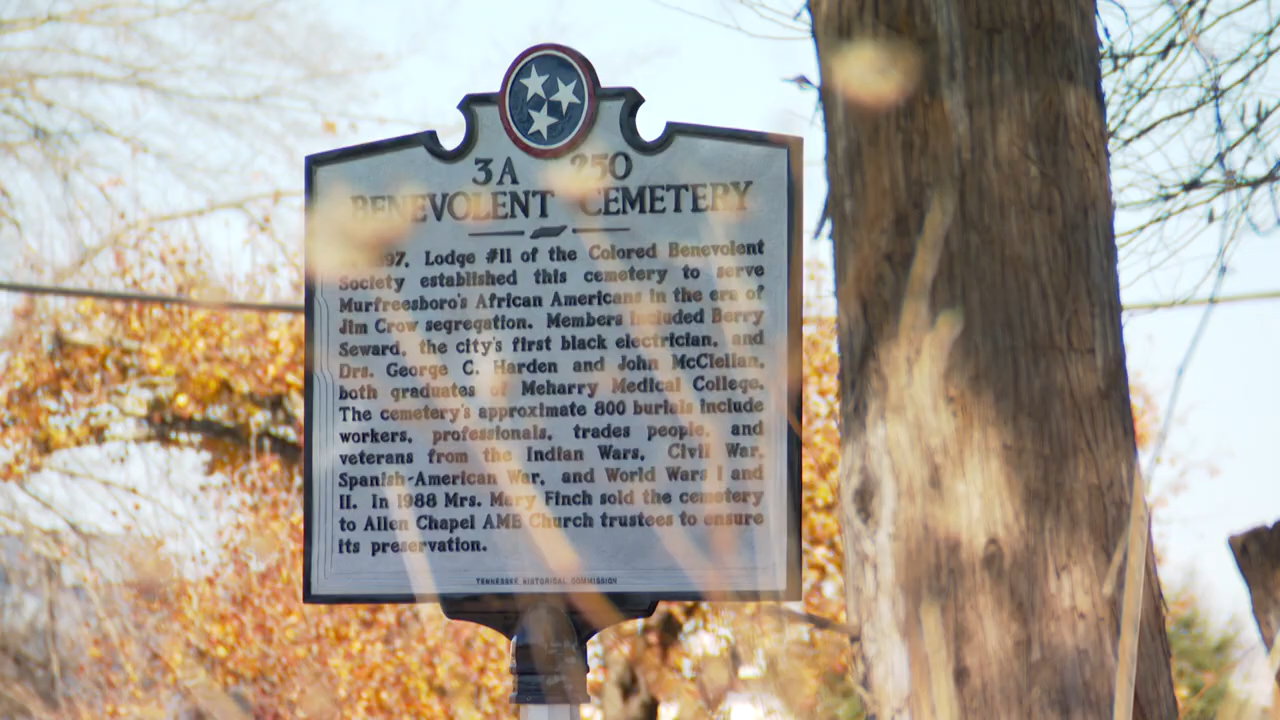 3A 250
BENEVOLENT CEMETERY
97, Lodge #11 of the Colored Benevolent
Society established this cemetery to serve
Murfreesboro's African Americans in the era of
Jim Crow segregation. Members included Berry
Seward, the city's first black electrician, and
Drs. George C. Harden and John McClellan,
both graduates of Meharry Medical College.
The cemetery's approximate 800 burials include
workers, professionals, trades people, and
veterans from the Indian Wars, Civil War,
Spanish-American War, and World Wars I and
II. In 1988 Mrs. Mary Finch sold the cemetery
to Allen Chapel AME Church trustees to ensure
its preservation.
TENNESSEE HISTORICAL COMMISSION